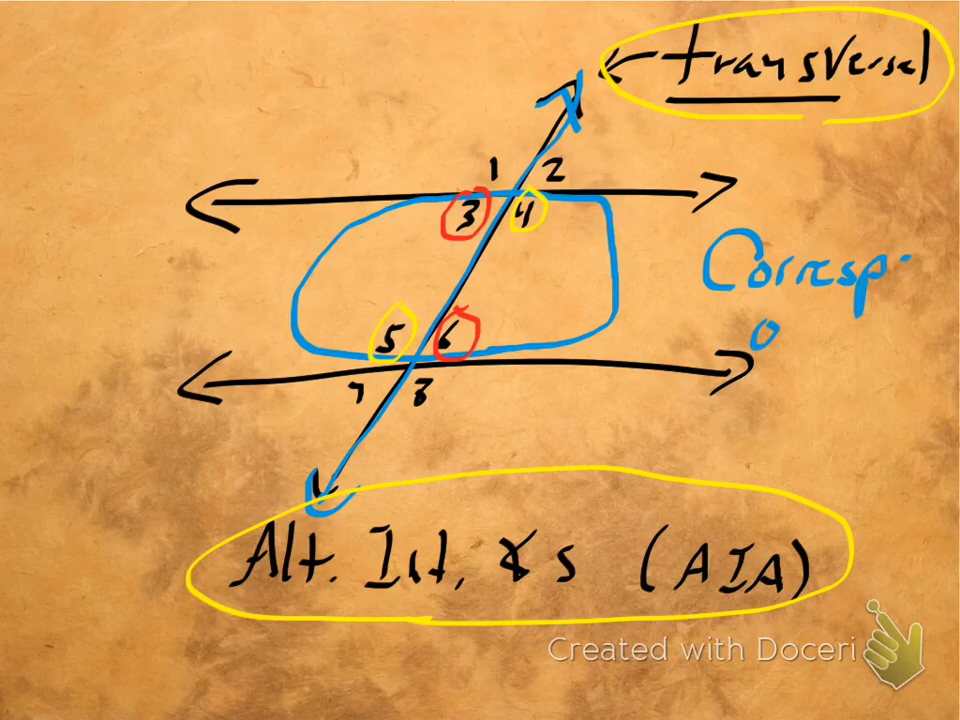 transversal
1 2
3 4
Corresp.
5 6
7 8
Alt. Int. ∡s (AIA)
Created with Doceri